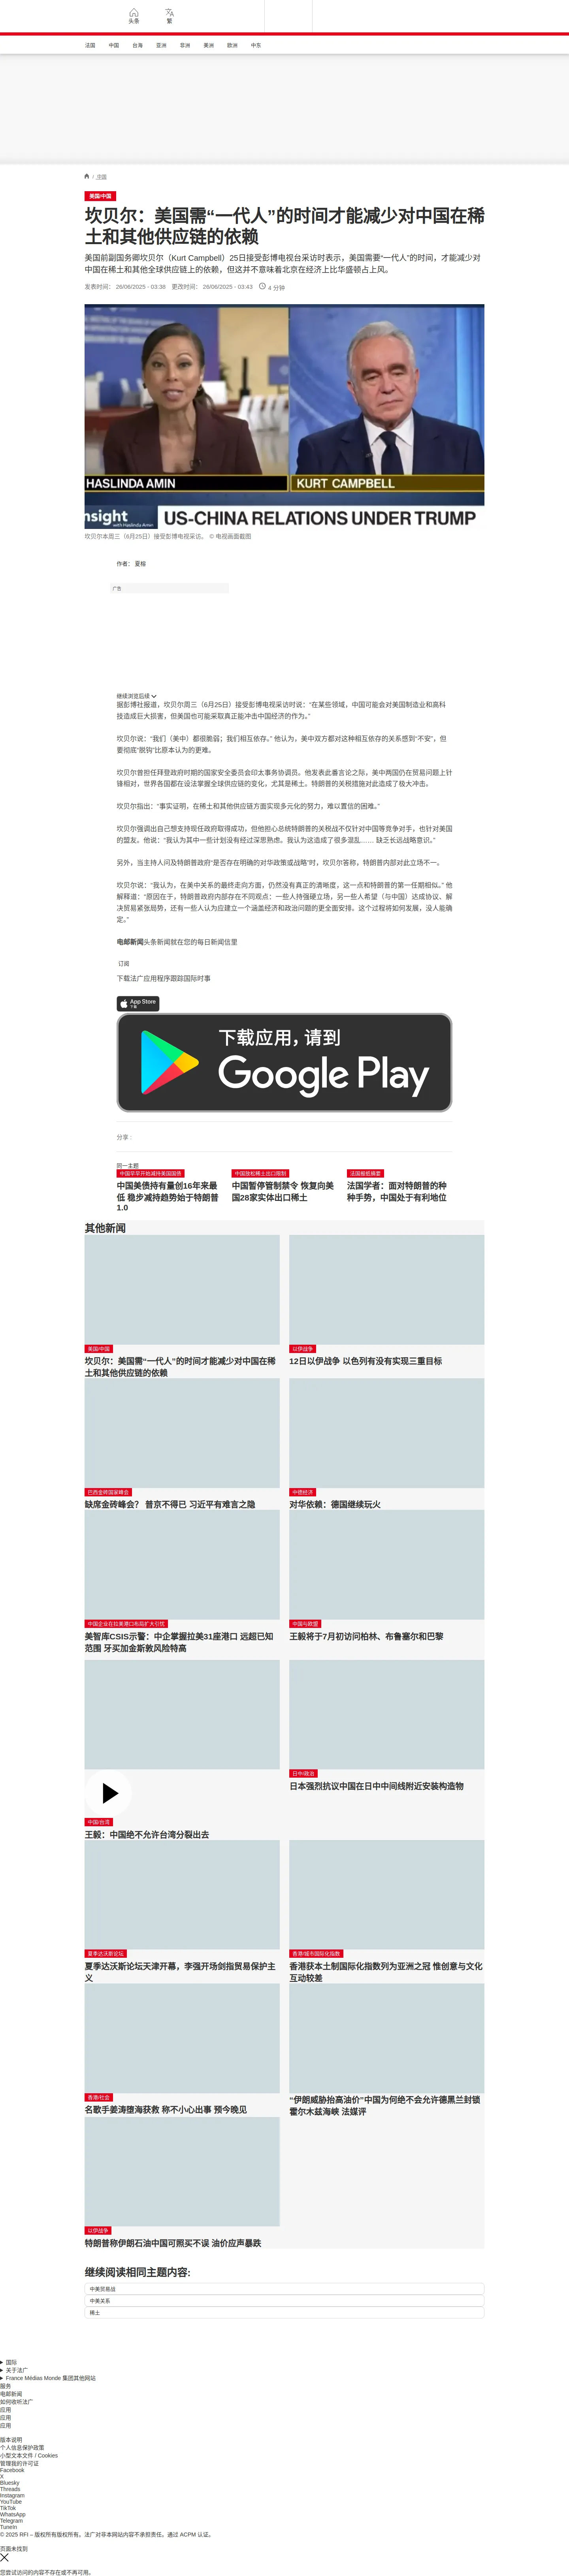 头条
繁
法国
中国
台海
亚洲
非洲
美洲
欧洲
中东
/ 中国
美国/中国
坎贝尔：美国需“一代人”的时间才能减少对中国在稀
土和其他供应链的依赖
美国前副国务卿坎贝尔（Kurt Campbell）25日接受彭博电视台采访时表示，美国需要“一代人”的时间，才能减少对
中国在稀土和其他全球供应链上的依赖，但这并不意味着北京在经济上比华盛顿占上风。
发表时间： 26/06/2025 - 03:38 更改时间： 26/06/2025 - 03:43 4 分钟
HASLINDA AMIN
KURT CAMPBELL
nsight
with Haslinda Amin
US-CHINA RELATIONS UNDER TRUMP
坎贝尔本周三（6月25日）接受彭博电视采访。 © 电视画面截图
作者： 夏榕
广告
继续浏览后续
据彭博社报道，坎贝尔周三（6月25日）接受彭博电视采访时说：“在某些领域，中国可能会对美国制造业和高科
技造成巨大损害，但美国也可能采取真正能冲击中国经济的作为。”
坎贝尔说：“我们（美中）都很脆弱；我们相互依存。” 他认为，美中双方都对这种相互依存的关系感到“不安”，但
要彻底“脱钩”比原本认为的更难。
坎贝尔曾担任拜登政府时期的国家安全委员会印太事务协调员。他发表此番言论之际，美中两国仍在贸易问题上针
锋相对，世界各国都在设法掌握全球供应链的变化，尤其是稀土。特朗普的关税措施对此造成了极大冲击。
坎贝尔指出：“事实证明，在稀土和其他供应链方面实现多元化的努力，难以置信的困难。”
坎贝尔强调出自己想支持现任政府取得成功，但他担心总统特朗普的关税战不仅针对中国等竞争对手，也针对美国
的盟友。他说：“我认为其中一些计划没有经过深思熟虑。我认为这造成了很多混乱…… 缺乏长远战略意识。”
另外，当主持人问及特朗普政府“是否存在明确的对华政策或战略”时，坎贝尔答称，特朗普内部对此立场不一。
坎贝尔说：“我认为，在美中关系的最终走向方面，仍然没有真正的清晰度，这一点和特朗普的第一任期相似。” 他
解释道：“原因在于，特朗普政府内部存在不同观点：一些人持强硬立场，另一些人希望（与中国）达成协议、解
决贸易紧张局势，还有一些人认为应建立一个涵盖经济和政治问题的更全面安排。这个过程将如何发展，没人能确
定。”
电邮新闻头条新闻就在您的每日新闻信里
订阅
下载法广应用程序跟踪国际时事
App Store
下载
下载应用，请到
Google Play
分享 :
同一主题
中国罕早开始减持美国国债
中国美债持有量创16年来最
低 稳步减持趋势始于特朗普
1.0
中国放松稀土出口限制
中国暂停管制禁令 恢复向美
国28家实体出口稀土
法国报纸摘要
法国学者：面对特朗普的种
种手势，中国处于有利地位
其他新闻
美国/中国
坎贝尔：美国需“一代人”的时间才能减少对中国在稀
土和其他供应链的依赖
以伊战争
12日以伊战争 以色列有没有实现三重目标
巴西金砖国家峰会
缺席金砖峰会？ 普京不得已 习近平有难言之隐
中德经济
对华依赖：德国继续玩火
中国企业在拉美港口布局扩大引忧
美智库CSIS示警：中企掌握拉美31座港口 远超已知
范围 牙买加金斯敦风险特高
中国与欧盟
王毅将于7月初访问柏林、布鲁塞尔和巴黎
中国/台湾
王毅：中国绝不允许台湾分裂出去
日中/政治
日本强烈抗议中国在日中中间线附近安装构造物
夏季达沃斯论坛
夏季达沃斯论坛天津开幕，李强开场剑指贸易保护主
义
香港/城市国际化指数
香港获本土制国际化指数列为亚洲之冠 惟创意与文化
互动较差
香港/社会
名歌手姜涛堕海获救 称不小心出事 预今晚见
“伊朗威胁抬高油价”中国为何绝不会允许德黑兰封锁
霍尔木兹海峡 法媒评
以伊战争
特朗普称伊朗石油中国可照买不误 油价应声暴跌
继续阅读相同主题内容:
中美贸易战
中美关系
稀土
国际
关于法广
France Médias Monde 集团其他网站
服务
电邮新闻
如何收听法广
应用
应用
应用
版本说明
个人信息保护政策
小型文本文件 / Cookies
管理我的许可证
Facebook
X
Bluesky
Threads
Instagram
YouTube
TikTok
WhatsApp
Telegram
TuneIn
© 2025 RFI – 版权所有版权所有。法广对非本网站内容不承担责任。通过 ACPM 认证。
页面未找到
您尝试访问的内容不存在或不再可用。